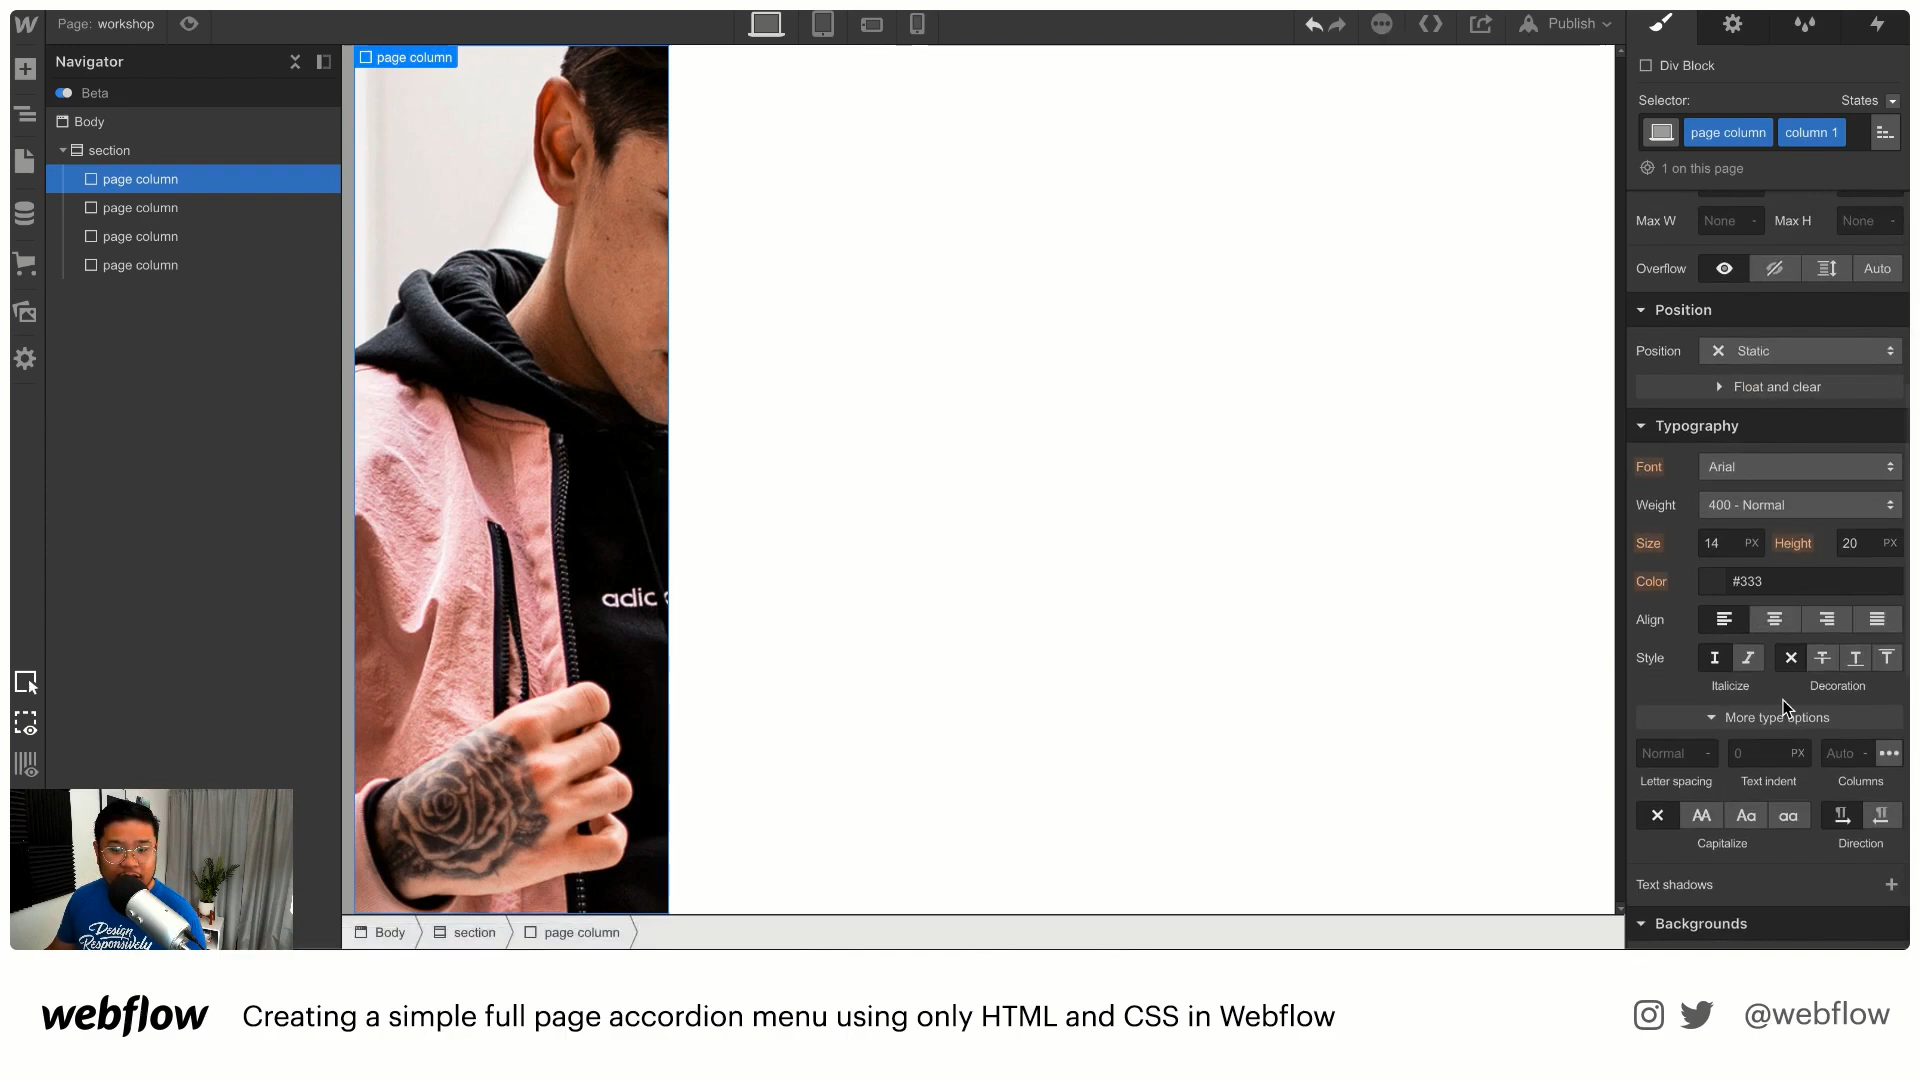 Page: workshop
Publish
Navigator
Beta
Body
section
page column
page column
page column
page column
page column
adic
Design
Responsively
Body
section
page column
Div Block
Selector:
States
page column
column 1
1 on this page
Max W
None
-
Max H
None
-
Overflow
Auto
Position
Position
Static
Float and clear
Typography
Font
Arial
Weight
400 - Normal
Size
14
PX
Height
20
PX
Color
#333
Align
Style
Italicize
Decoration
More type options
Normal
-
0
PX
Auto
-
Letter spacing
Text indent
Columns
AA
Aa
aa
Capitalize
Direction
Text shadows
Backgrounds
webflow
Creating a simple full page accordion menu using only HTML and CSS in Webflow
@webflow